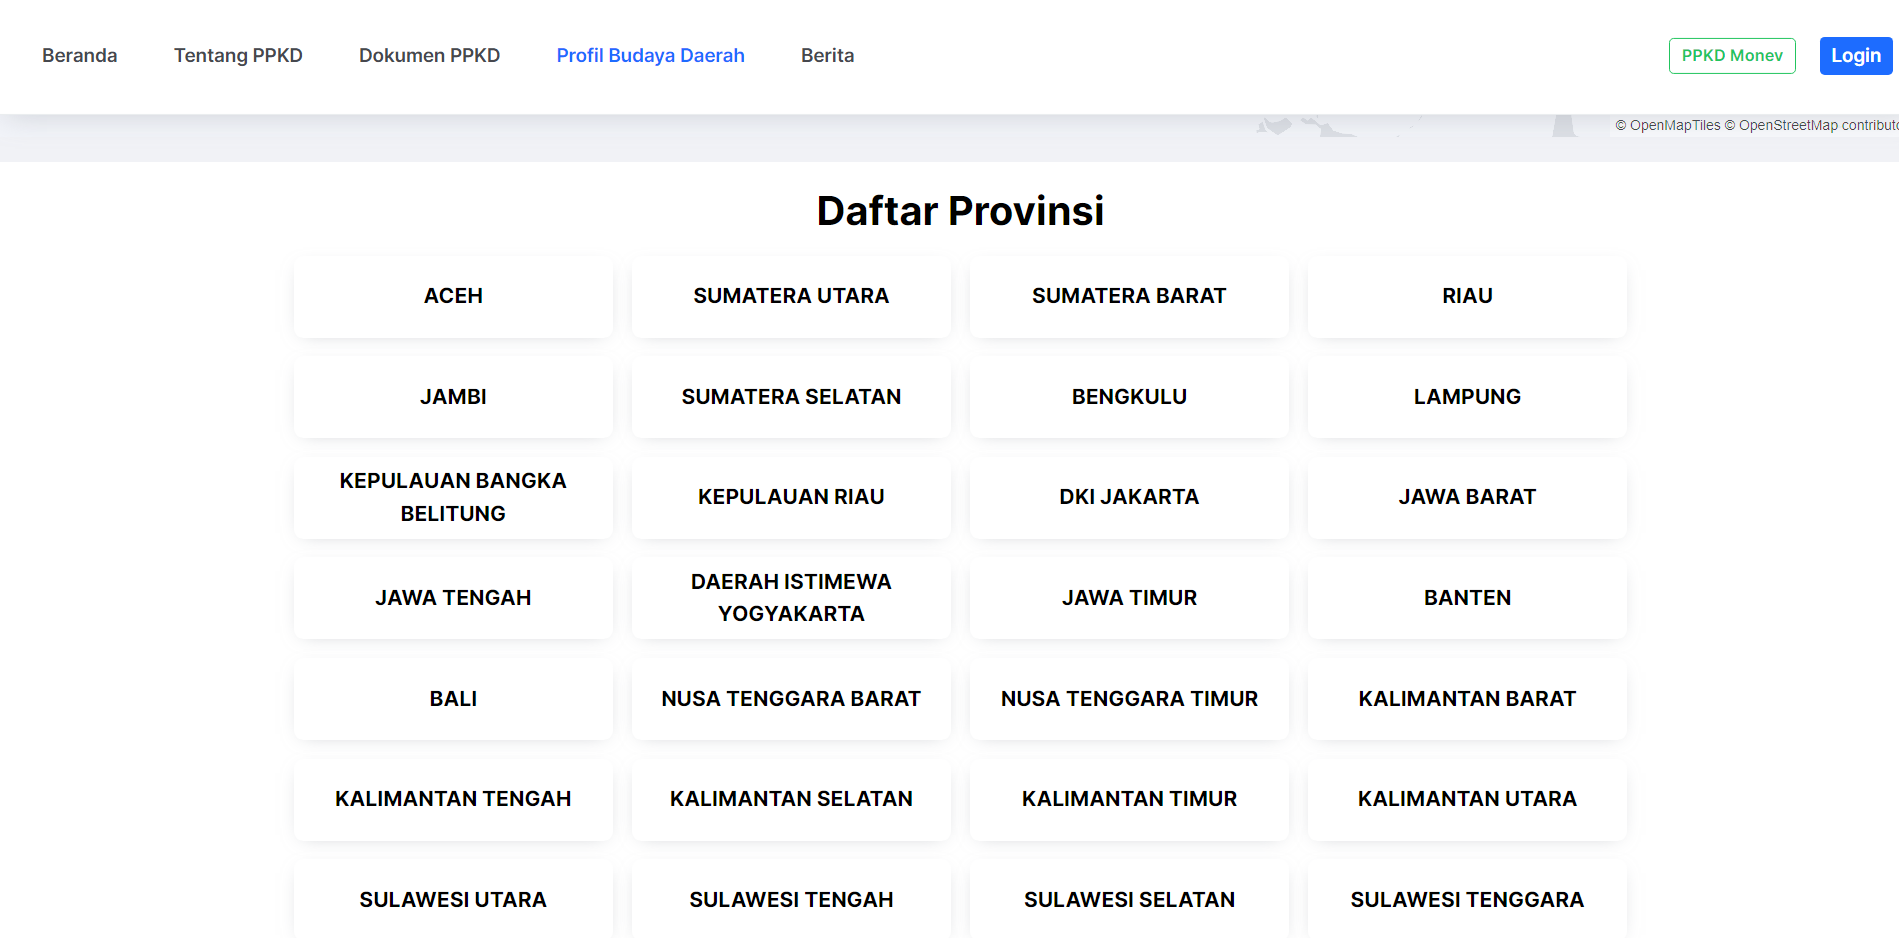 Beranda
Tentang PPKD
Dokumen PPKD
Profil Budaya Daerah
Berita
PPKD Monev
Login
© OpenMapTiles © OpenStreetMap contributo
Daftar Provinsi
ACEH
SUMATERA UTARA
SUMATERA BARAT
RIAU
JAMBI
SUMATERA SELATAN
BENGKULU
LAMPUNG
KEPULAUAN BANGKA
BELITUNG
KEPULAUAN RIAU
DKI JAKARTA
JAWA BARAT
JAWA TENGAH
DAERAH ISTIMEWA
YOGYAKARTA
JAWA TIMUR
BANTEN
BALI
NUSA TENGGARA BARAT
NUSA TENGGARA TIMUR
KALIMANTAN BARAT
KALIMANTAN TENGAH
KALIMANTAN SELATAN
KALIMANTAN TIMUR
KALIMANTAN UTARA
SULAWESI UTARA
SULAWESI TENGAH
SULAWESI SELATAN
SULAWESI TENGGARA